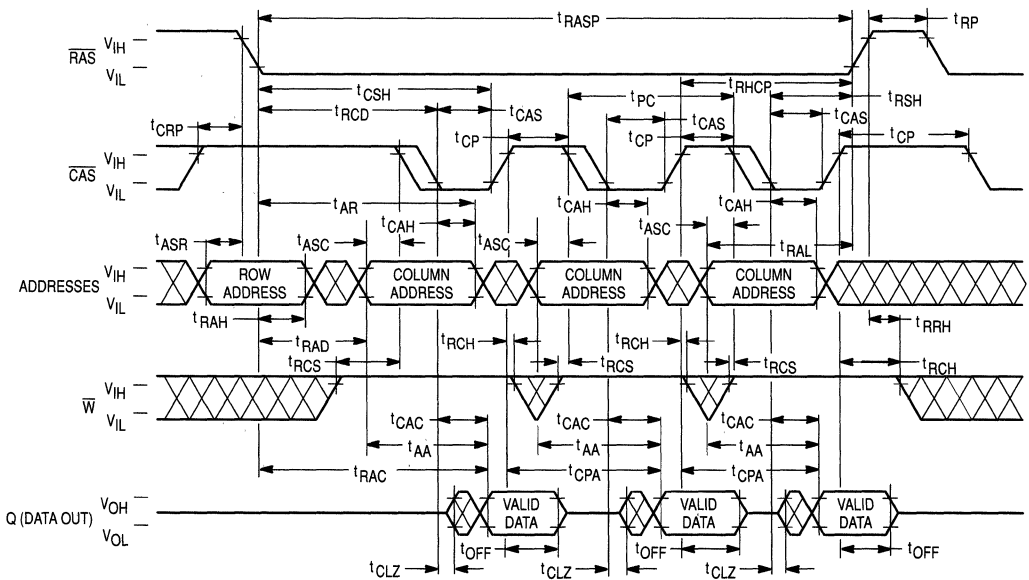 tRASP
tRP
RAS
VIH
VIL
tCSH
tRHCP
tPC
tRSH
tRCD
tCAS
tCAS
tCAS
tCRP
tCP
tCP
tCP
CAS
VIH
VIL
tAR
tCAH
tCAH
tCAH
tASR
tASC
tASC
tASC
tRAL
ADDRESSES
VIH
VIL
ROW ADDRESS
COLUMN ADDRESS
COLUMN ADDRESS
COLUMN ADDRESS
tRAH
tRRH
tRAD
tRCH
tRCH
tRCS
tRCS
tRCS
tRCH
W
VIH
VIL
tCAC
tCAC
tCAC
tAA
tAA
tAA
tRAC
tCPA
tCPA
Q (DATA OUT)
VOH
VOL
VALID DATA
VALID DATA
VALID DATA
tOFF
tOFF
tOFF
tCLZ
tCLZ
tCLZ